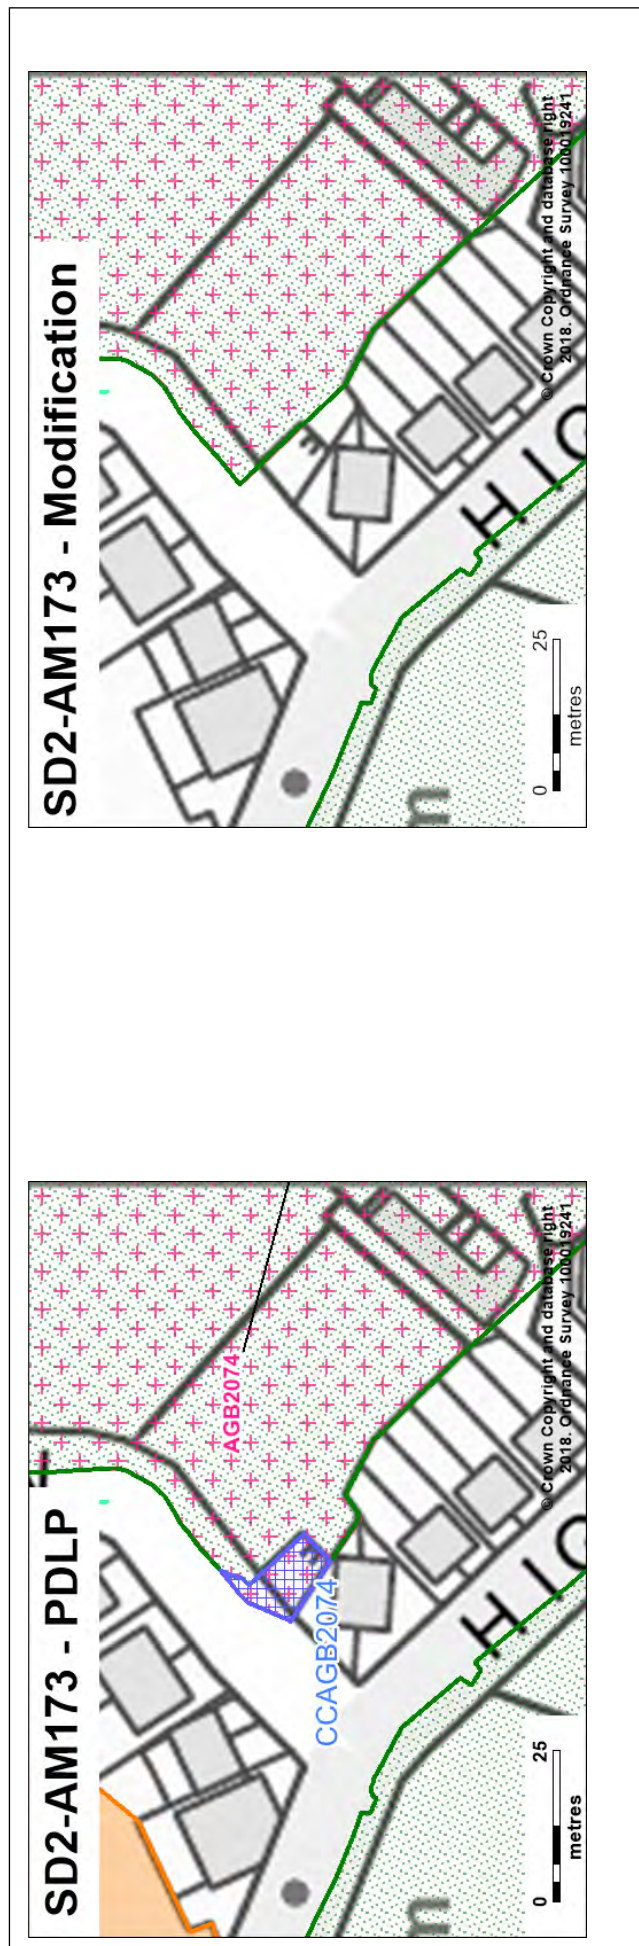 SD2-AM173 - PDLP
AGB2074
CCAGB2074
H I
0 25
metres
© Crown Copyright and database right
2018. Ordnance Survey 100019241
SD2-AM173 - Modification
H I
0 25
metres
© Crown Copyright and database right
2018. Ordnance Survey 100019241